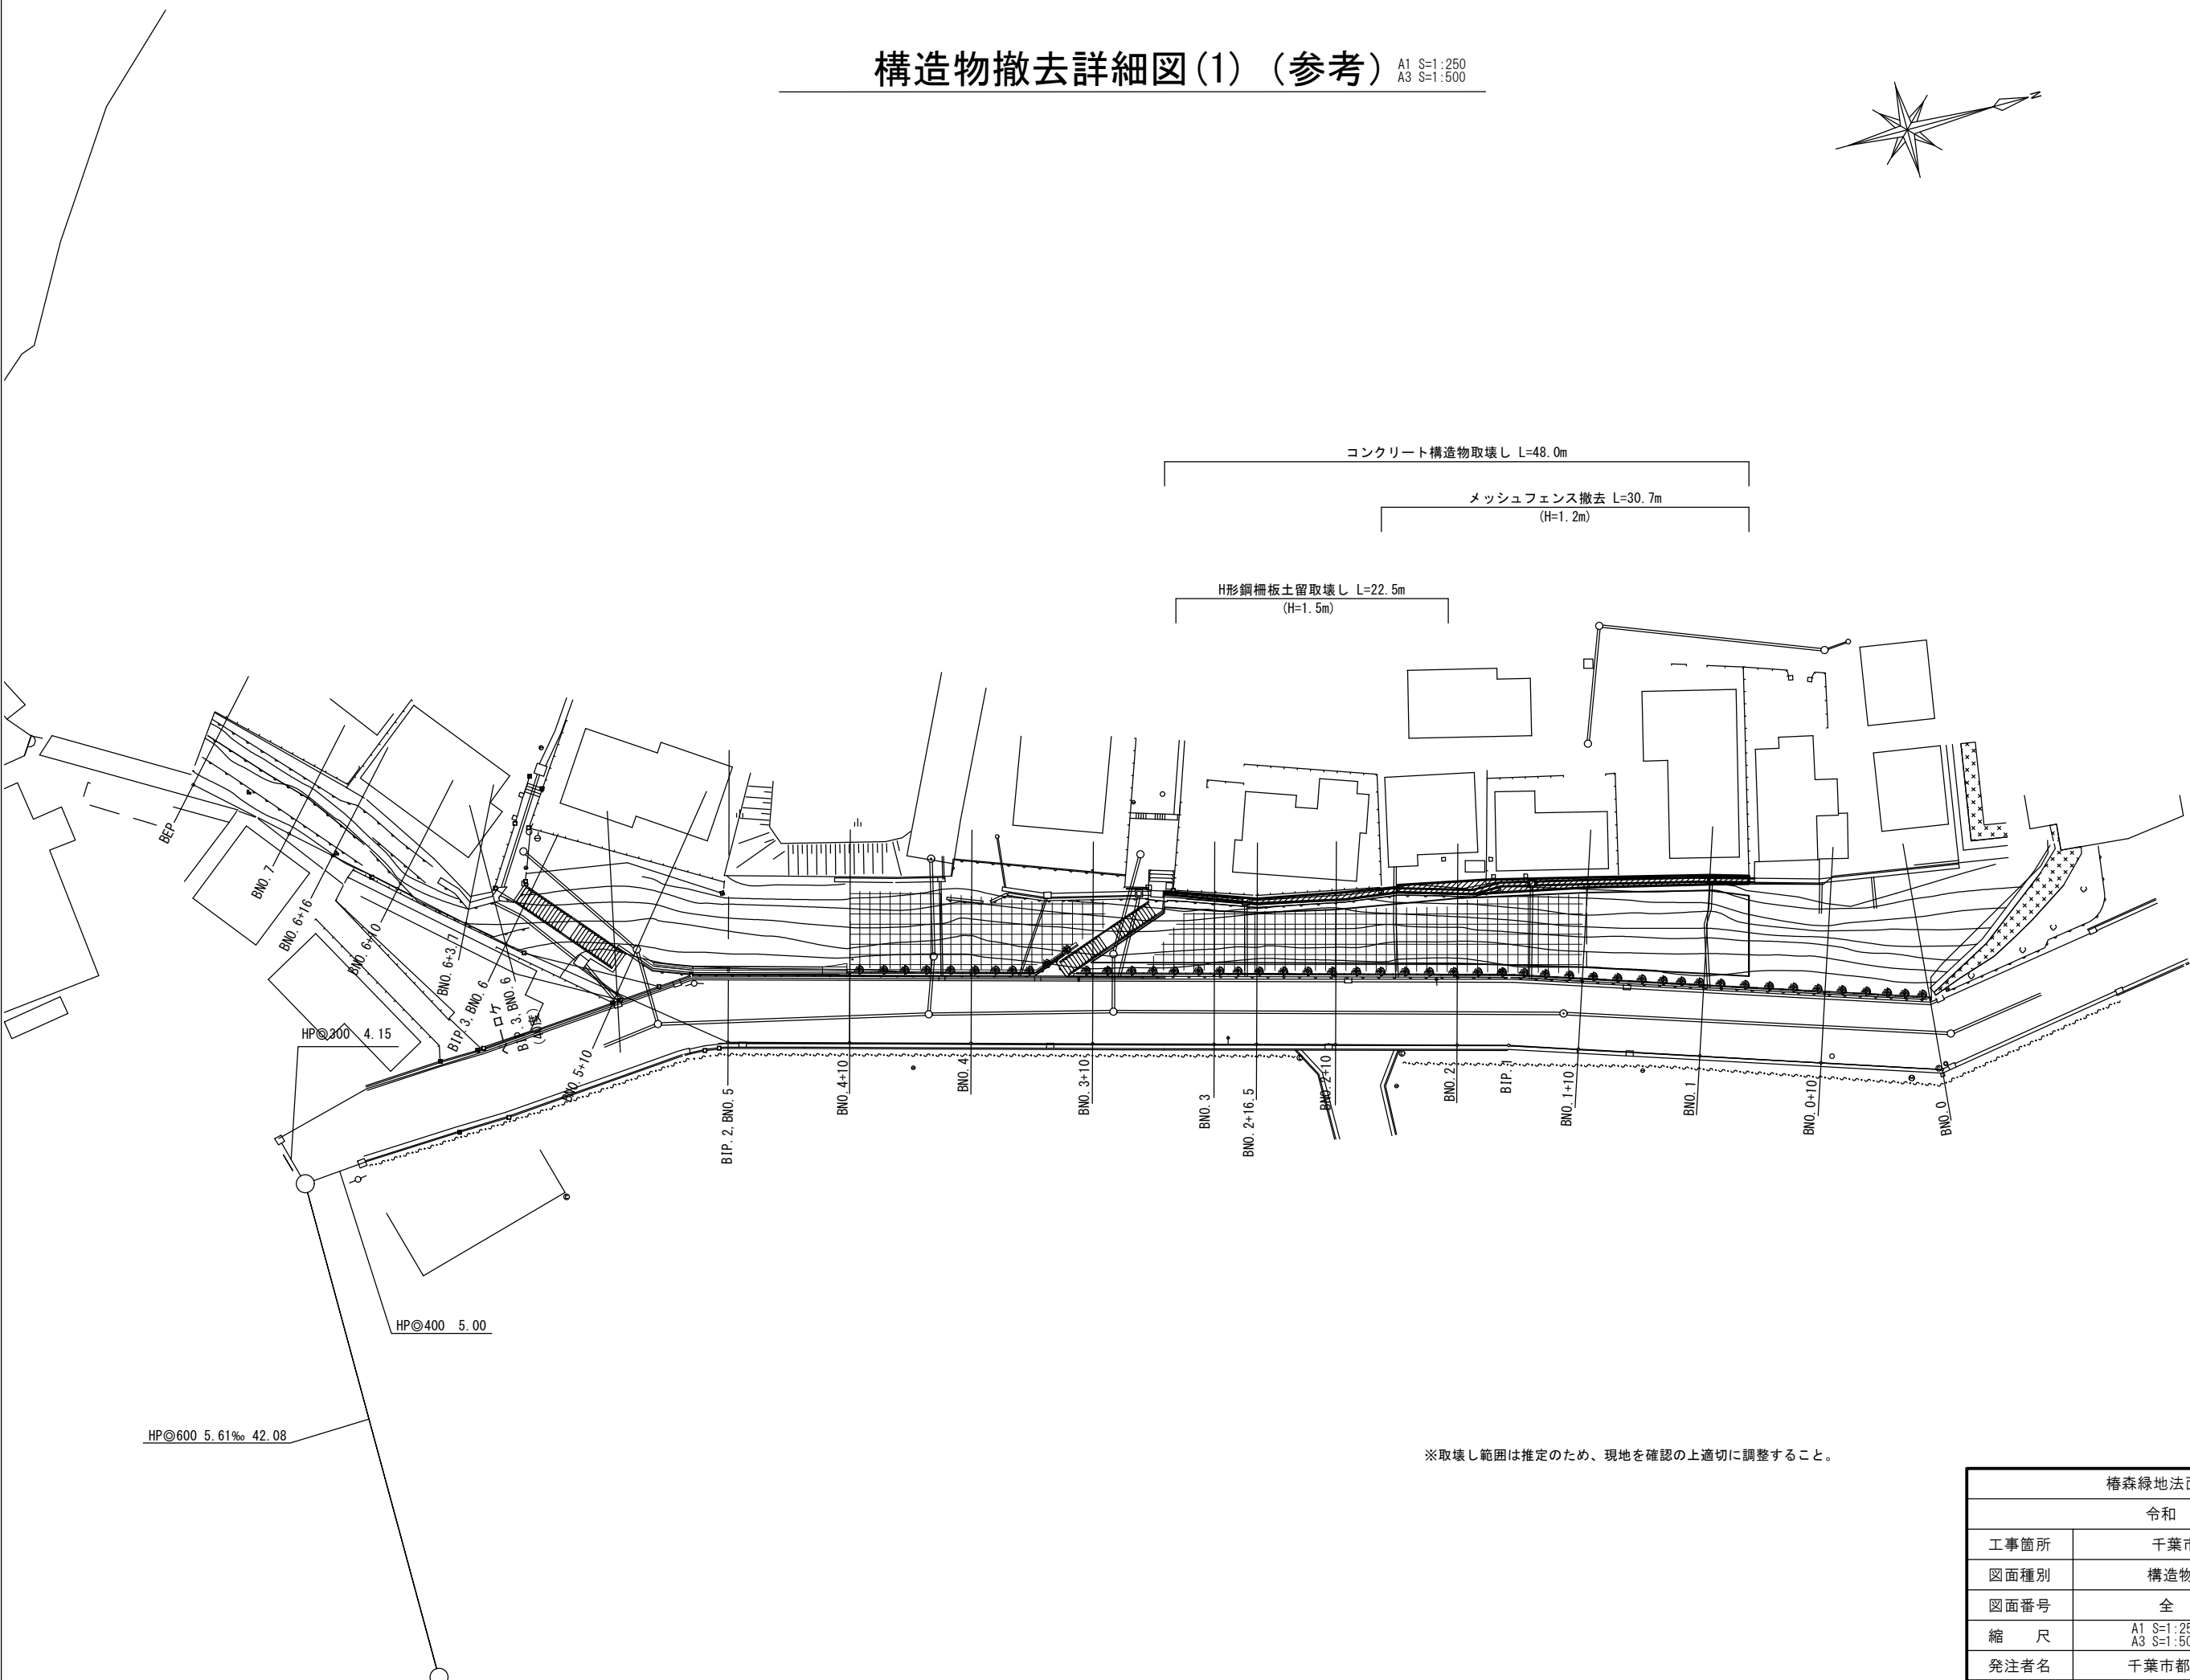 構造物撤去詳細図(1)（参考）
A1 S=1:250
A3 S=1:500
N
コンクリート構造物取壊し L=48.0m
メッシュフェンス撤去 L=30.7m
(H=1.2m)
H形鋼柵板土留取壊し L=22.5m
(H=1.5m)
BEP
BNO.7
BNO.6+16
BNO.6+10
BNO.6+3.7
BIP.3,BNO.6
BIP.3,BNO.6
BNO.5+10
BIP.2,BNO.5
BNO.4+10
BNO.4
BNO.3+10
BNO.3
BNO.2+16.5
BNO.2+10
BNO.2
BIP.1
BNO.1+10
BNO.1
BNO.0+10
BNO.0
HP◎300 4.15
HP◎400 5.00
HP◎600 5.61‰ 42.08
※取壊し範囲は推定のため、現地を確認の上適切に調整すること。
椿森緑地法
令和
工事箇所 千葉市
図面種別 構造物
図面番号 全
縮 尺 A1 S=1:25
A3 S=1:50
発注者名 千葉市都